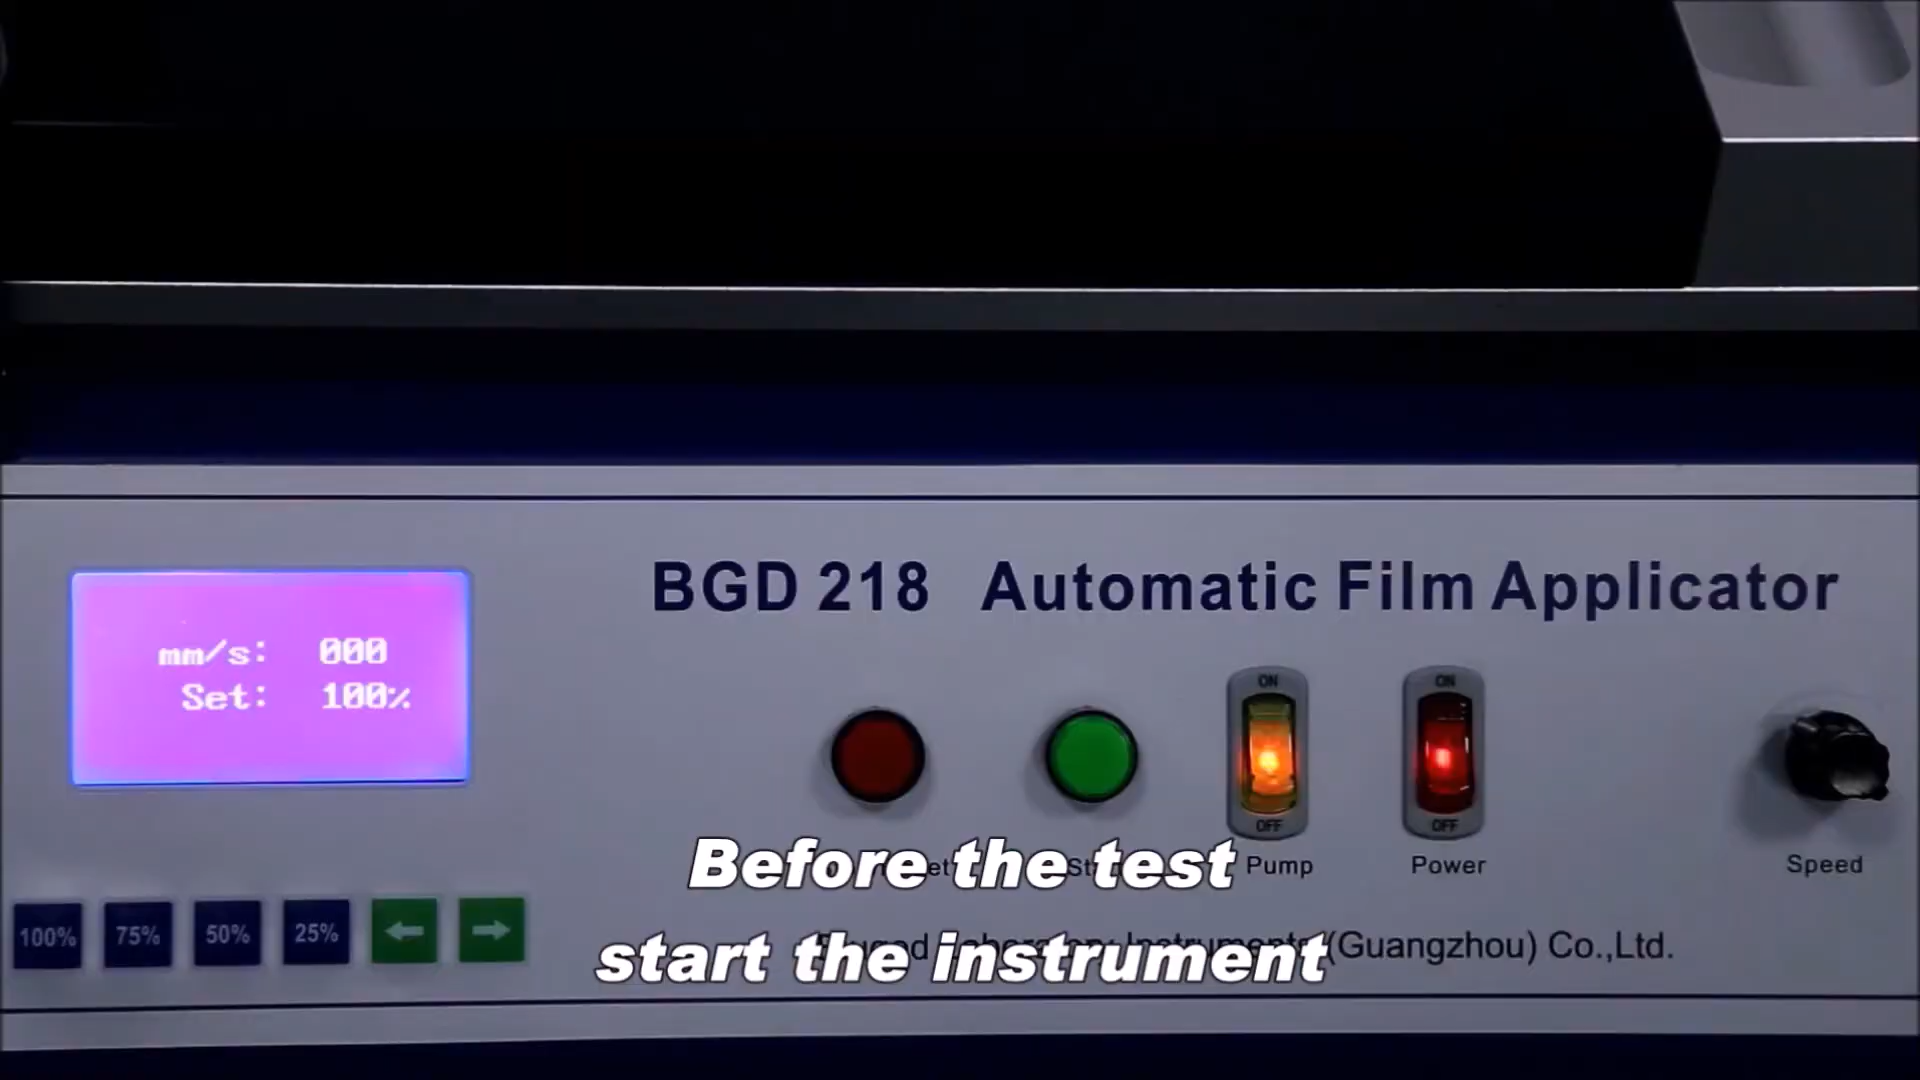 BGD 218 Automatic Film Applicator
mm/s: 000
Set: 100%
ON
ON
OFF
OFF
Pump
Power
Speed
100%
75%
50%
25%
(Guangzhou) Co.,Ltd.
Before the test
start the instrument